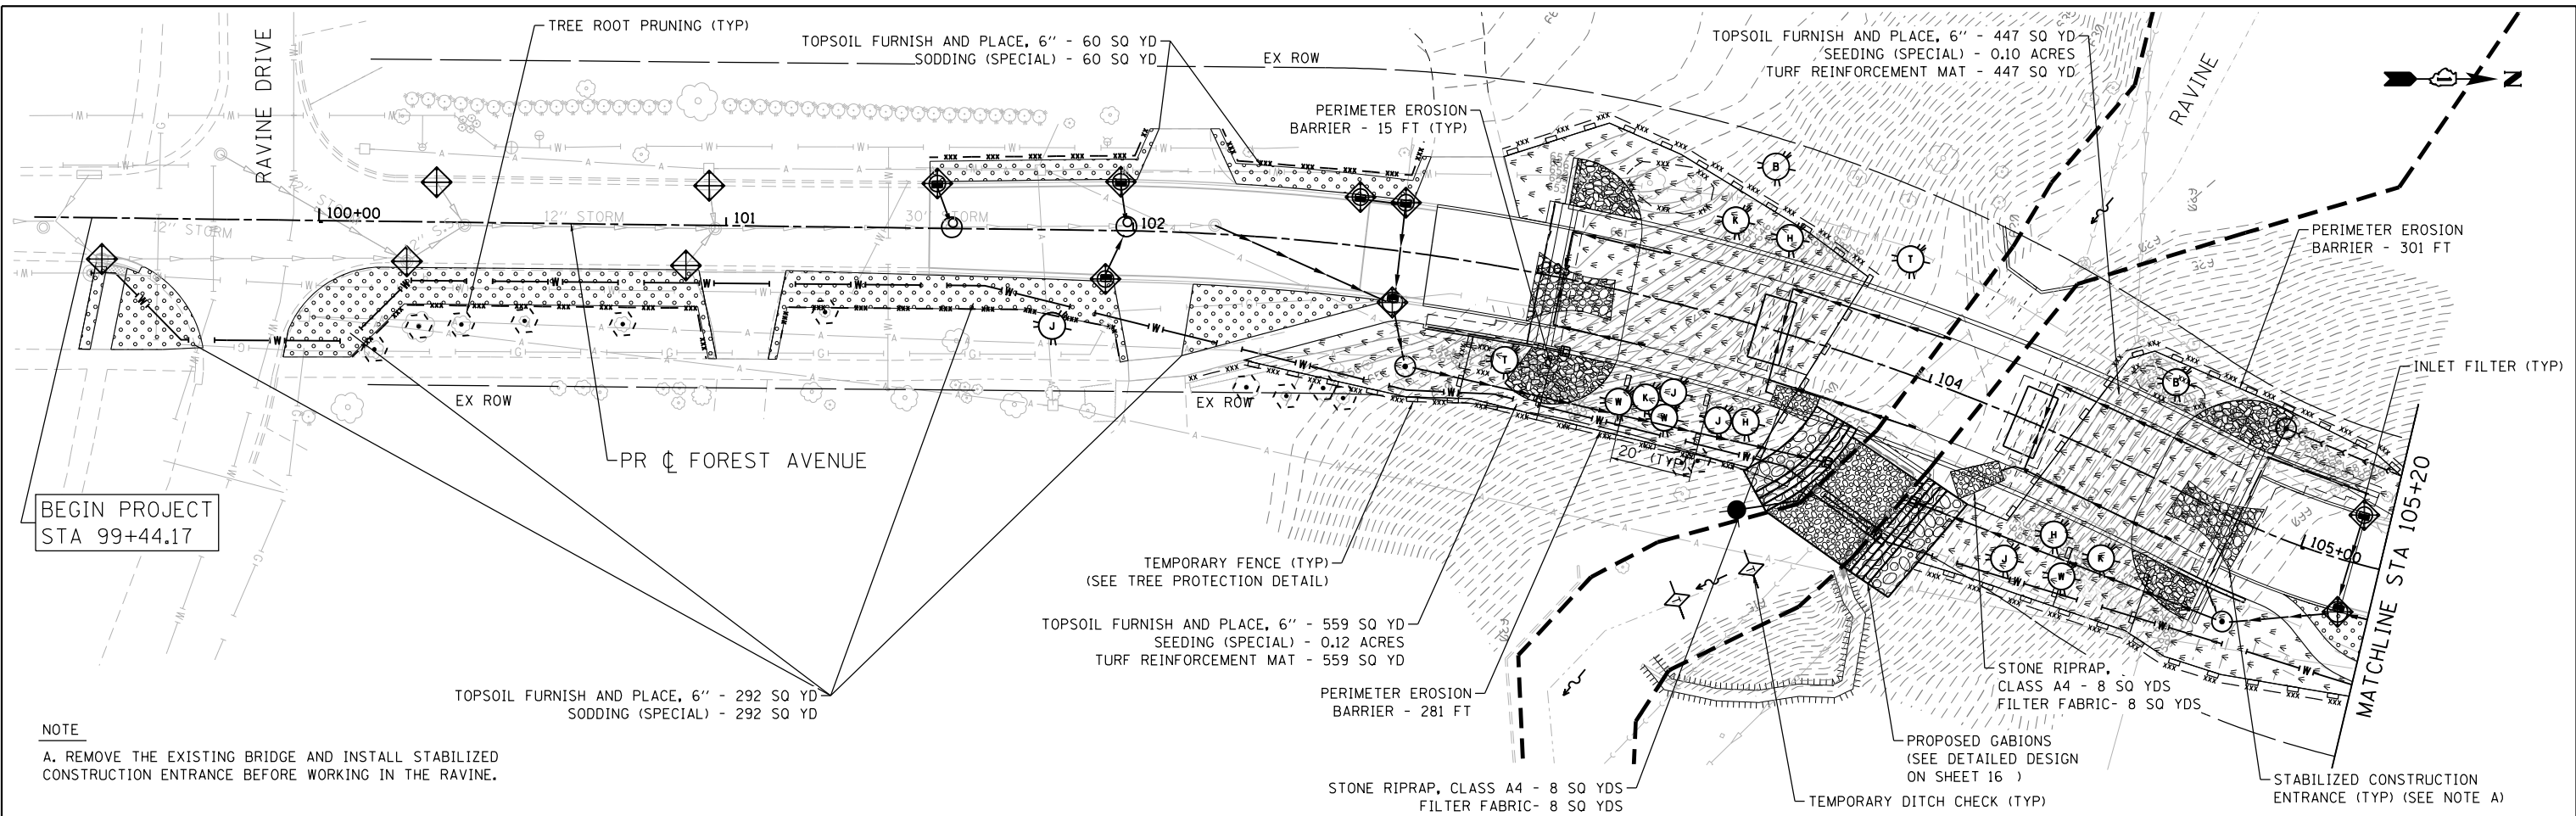 TREE ROOT PRUNING (TYP)
TOPSOIL FURNISH AND PLACE, 6'' - 60 SQ YD
SODDING (SPECIAL) - 60 SQ YD
EX ROW
TOPSOIL FURNISH AND PLACE, 6'' - 447 SQ YD
SEEDING (SPECIAL) - 0.10 ACRES
TURF REINFORCEMENT MAT - 447 SQ YD
PERIMETER EROSION
BARRIER - 15 FT (TYP)
RAVINE DRIVE
RAVINE
N
PERIMETER EROSION
BARRIER - 301 FT
INLET FILTER (TYP)
100+00
101
102
104
105+00
12'' STORM
12'' STORM
30'' STORM
B
K
H
T
B
J
T
W
K
J
W
J
H
J
H
W
K
20' (TYP)
EX ROW
EX ROW
PR ℄ FOREST AVENUE
BEGIN PROJECT
STA 99+44.17
MATCHLINE STA 105+20
TEMPORARY FENCE (TYP)
(SEE TREE PROTECTION DETAIL)
TOPSOIL FURNISH AND PLACE, 6'' - 559 SQ YD
SEEDING (SPECIAL) - 0.12 ACRES
TURF REINFORCEMENT MAT - 559 SQ YD
PERIMETER EROSION
BARRIER - 281 FT
TOPSOIL FURNISH AND PLACE, 6'' - 292 SQ YD
SODDING (SPECIAL) - 292 SQ YD
STONE RIPRAP,
CLASS A4 - 8 SQ YDS
FILTER FABRIC- 8 SQ YDS
PROPOSED GABIONS
(SEE DETAILED DESIGN
ON SHEET 16 )
STONE RIPRAP, CLASS A4 - 8 SQ YDS
FILTER FABRIC- 8 SQ YDS
TEMPORARY DITCH CHECK (TYP)
STABILIZED CONSTRUCTION
ENTRANCE (TYP) (SEE NOTE A)
NOTE
A. REMOVE THE EXISTING BRIDGE AND INSTALL STABILIZED
CONSTRUCTION ENTRANCE BEFORE WORKING IN THE RAVINE.